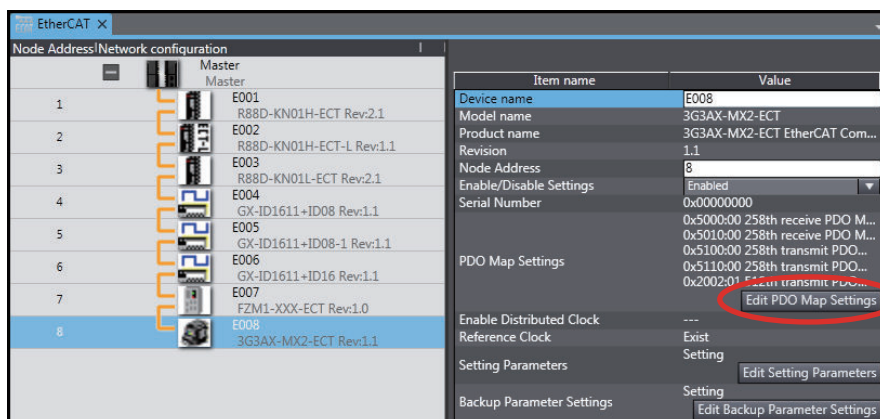 EtherCAT ×
Node Address Network configuration
Master
Master
1
E001
R88D-KN01H-ECT Rev:2.1
2
E002
R88D-KN01H-ECT-L Rev:1.1
3
E003
R88D-KN01L-ECT Rev:2.1
4
E004
GX-ID1611+ID08 Rev:1.1
5
E005
GX-ID1611+ID08-1 Rev:1.1
6
E006
GX-ID1611+ID16 Rev:1.1
7
E007
FZM1-XXX-ECT Rev:1.0
8
E008
3G3AX-MX2-ECT Rev:1.1
ECT-L
Item name Value
Device name E008
Model name 3G3AX-MX2-ECT
Product name 3G3AX-MX2-ECT EtherCAT Com...
Revision 1.1
Node Address 8
Enable/Disable Settings Enabled
Serial Number 0x00000000
PDO Map Settings
0x5000:00 258th receive PDO M...
0x5010:00 258th receive PDO M...
0x5100:00 258th transmit PDO...
0x5110:00 258th transmit PDO...
0x2002:01 512th transmit PDO...
Edit PDO Map Settings
Enable Distributed Clock ---
Reference Clock Exist
Setting Parameters Setting
Edit Setting Parameters
Backup Parameter Settings Setting
Edit Backup Parameter Settings